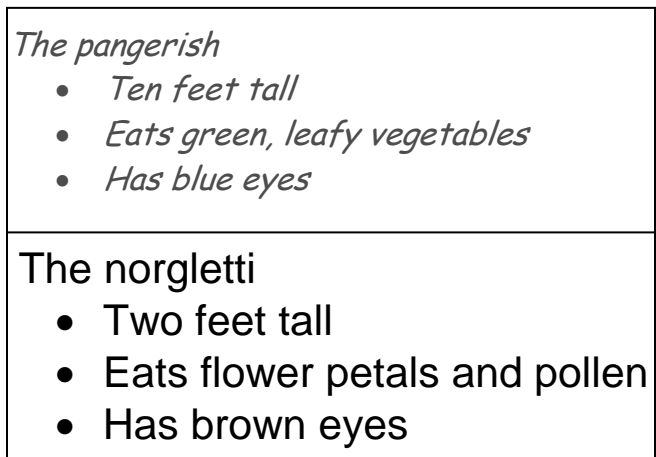 The pangerish
• Ten feet tall
• Eats green, leafy vegetables
• Has blue eyes
The norgletti
• Two feet tall
• Eats flower petals and pollen
• Has brown eyes